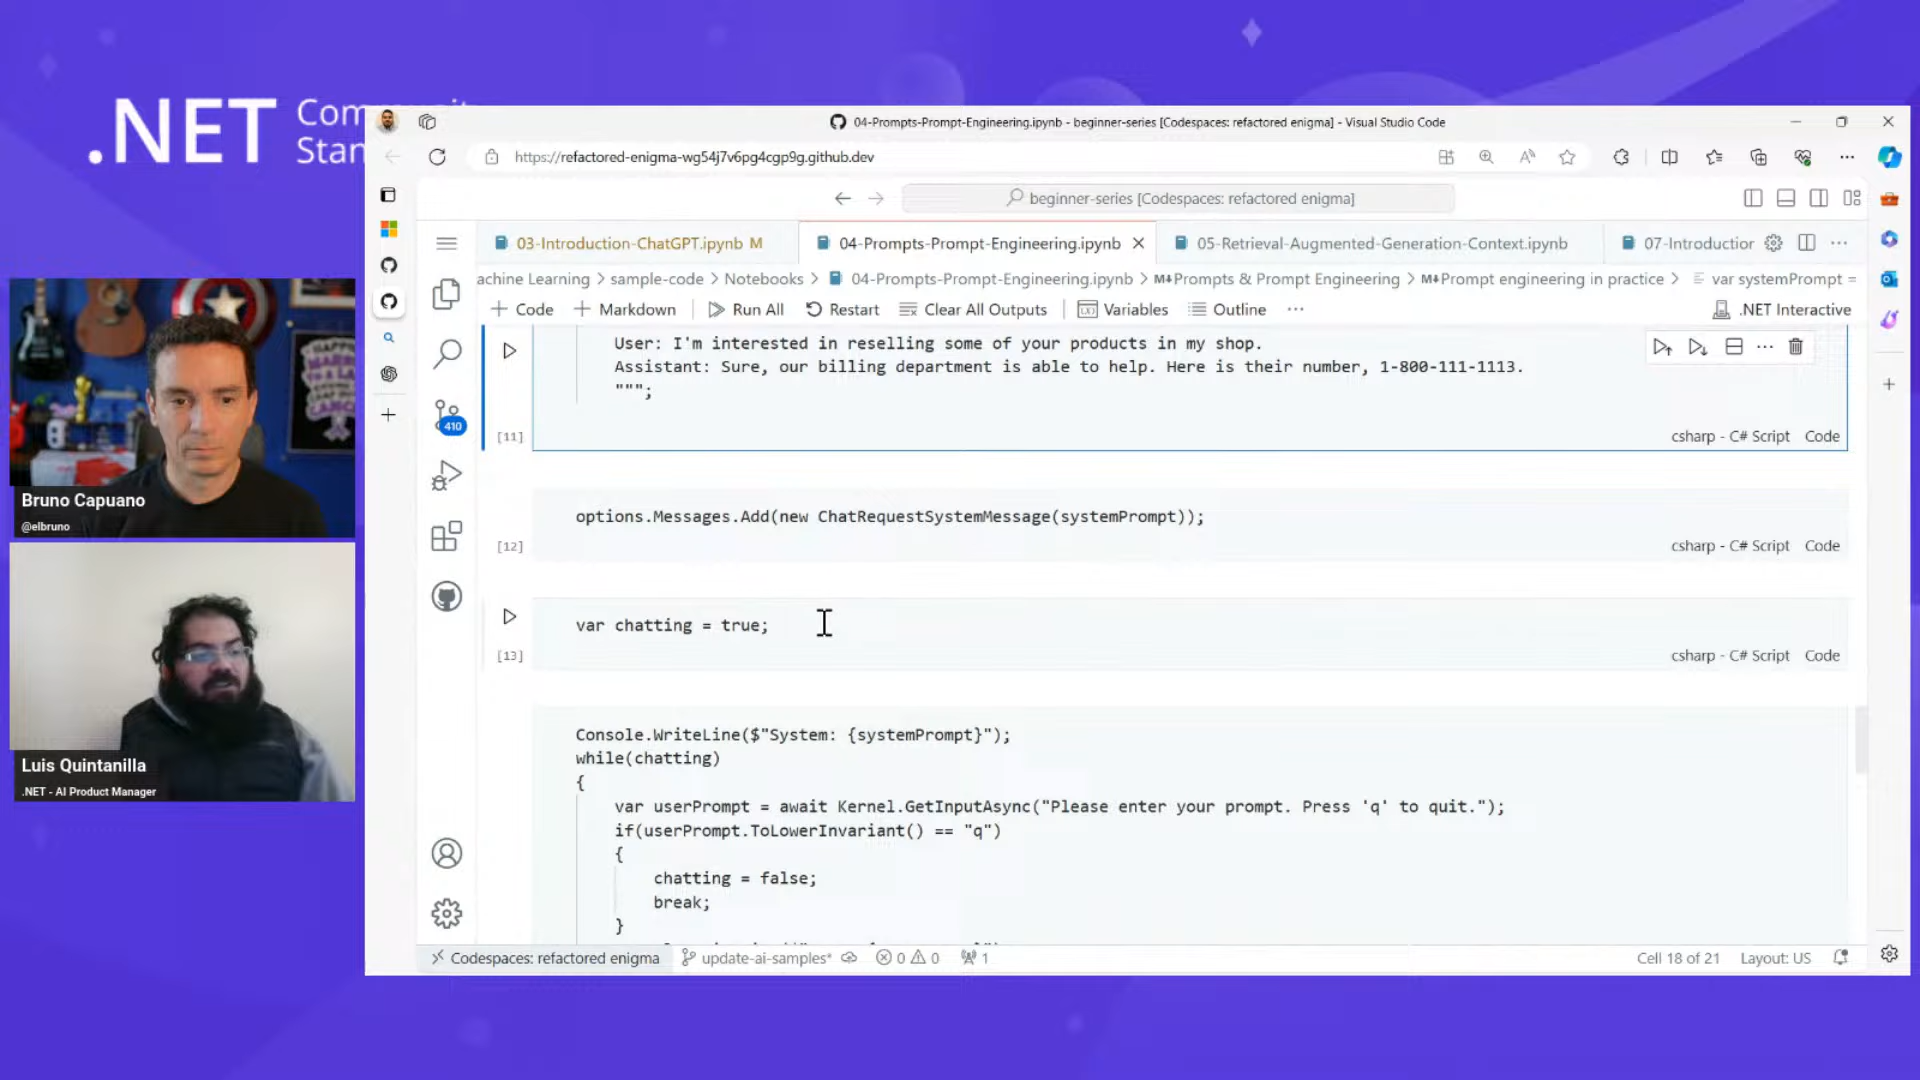 .NET Community
Stan
04-Prompts-Prompt-Engineering.ipynb - beginner-series [Codespaces: refactored enigma] - Visual Studio Code
https://refactored-enigma-wg54j7v6pg4cgp9g.github.dev
beginner-series [Codespaces: refactored enigma]
03-Introduction-ChatGPT.ipynb M
04-Prompts-Prompt-Engineering.ipynb
05-Retrieval-Augmented-Generation-Context.ipynb
07-Introduction
achine Learning > sample-code > Notebooks > 04-Prompts-Prompt-Engineering.ipynb > M↓Prompts & Prompt Engineering > M↓Prompt engineering in practice > var systemPrompt =
+ Code + Markdown Run All Restart Clear All Outputs Variables Outline ... .NET Interactive
User: I'm interested in reselling some of your products in my shop.
Assistant: Sure, our billing department is able to help. Here is their number, 1-800-111-1113.
""";
[11] csharp - C# Script Code
options.Messages.Add(new ChatRequestSystemMessage(systemPrompt));
[12] csharp - C# Script Code
var chatting = true;
[13] csharp - C# Script Code
Console.WriteLine($"System: {systemPrompt}");
while(chatting)
{
var userPrompt = await Kernel.GetInputAsync("Please enter your prompt. Press 'q' to quit.");
if(userPrompt.ToLowerInvariant() == "q")
{
chatting = false;
break;
}
410
Codespaces: refactored enigma update-ai-samples* 0 0 1 Cell 18 of 21 Layout: US
Bruno Capuano
@elbruno
Luis Quintanilla
.NET - AI Product Manager